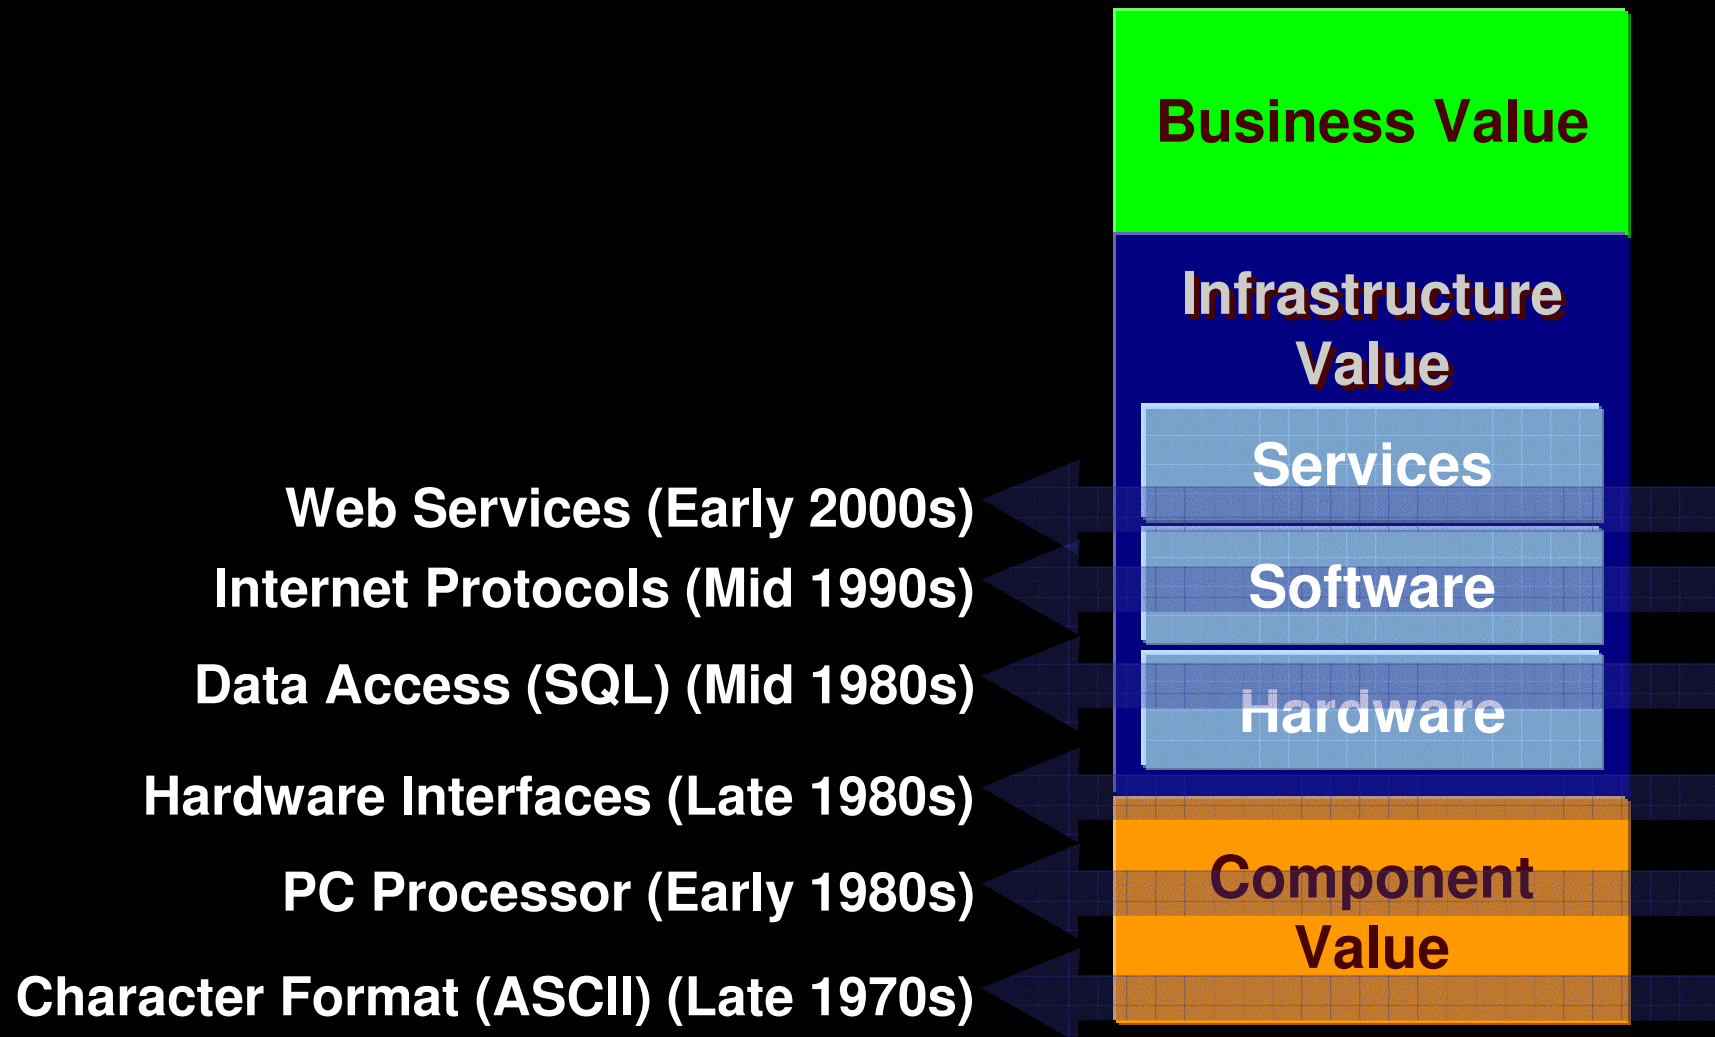 Business Value
Infrastructure
Value
Services
Web Services (Early 2000s)
Software
Internet Protocols (Mid 1990s)
Hardware
Data Access (SQL) (Mid 1980s)
Hardware Interfaces (Late 1980s)
Component
Value
PC Processor (Early 1980s)
Character Format (ASCII) (Late 1970s)